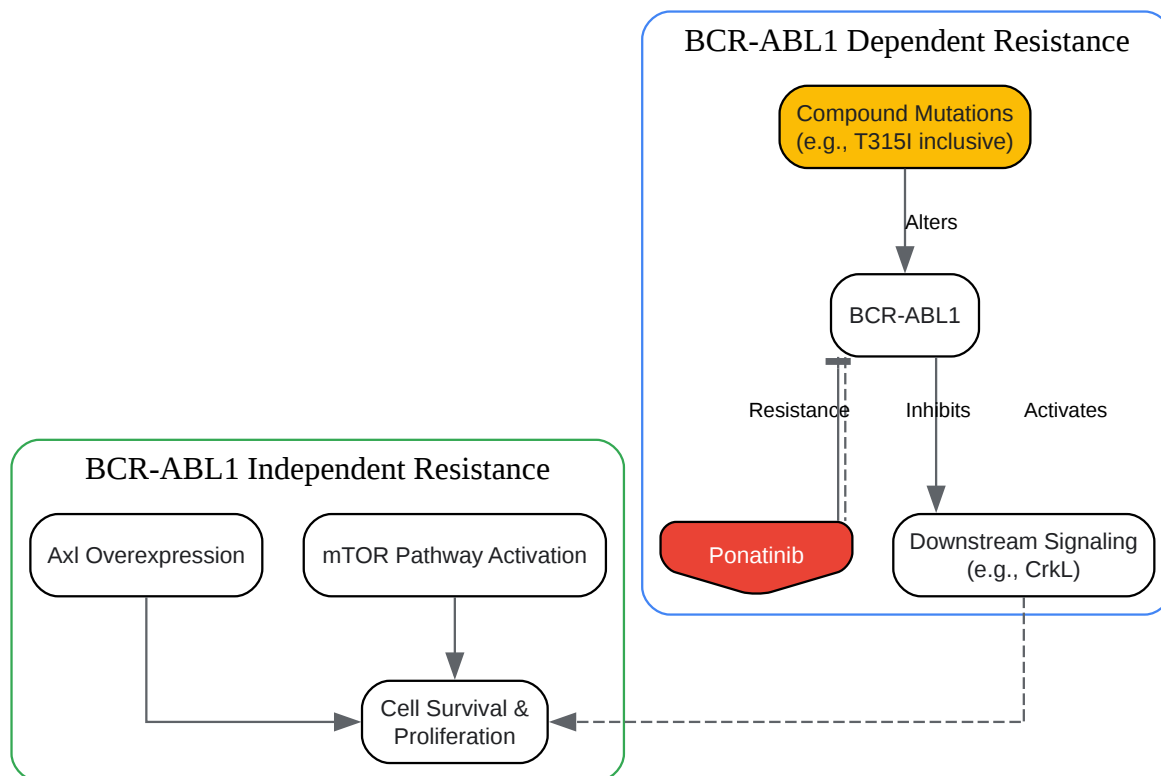 BCR-ABL1 Dependent Resistance
Compound Mutations
(e.g., T315I inclusive)
Alters
BCR-ABL1
Resistance
Inhibits
Activates
BCR-ABL1 Independent Resistance
Axl Overexpression
mTOR Pathway Activation
Ponatinib
Downstream Signaling
(e.g., CrkL)
Cell Survival &
Proliferation